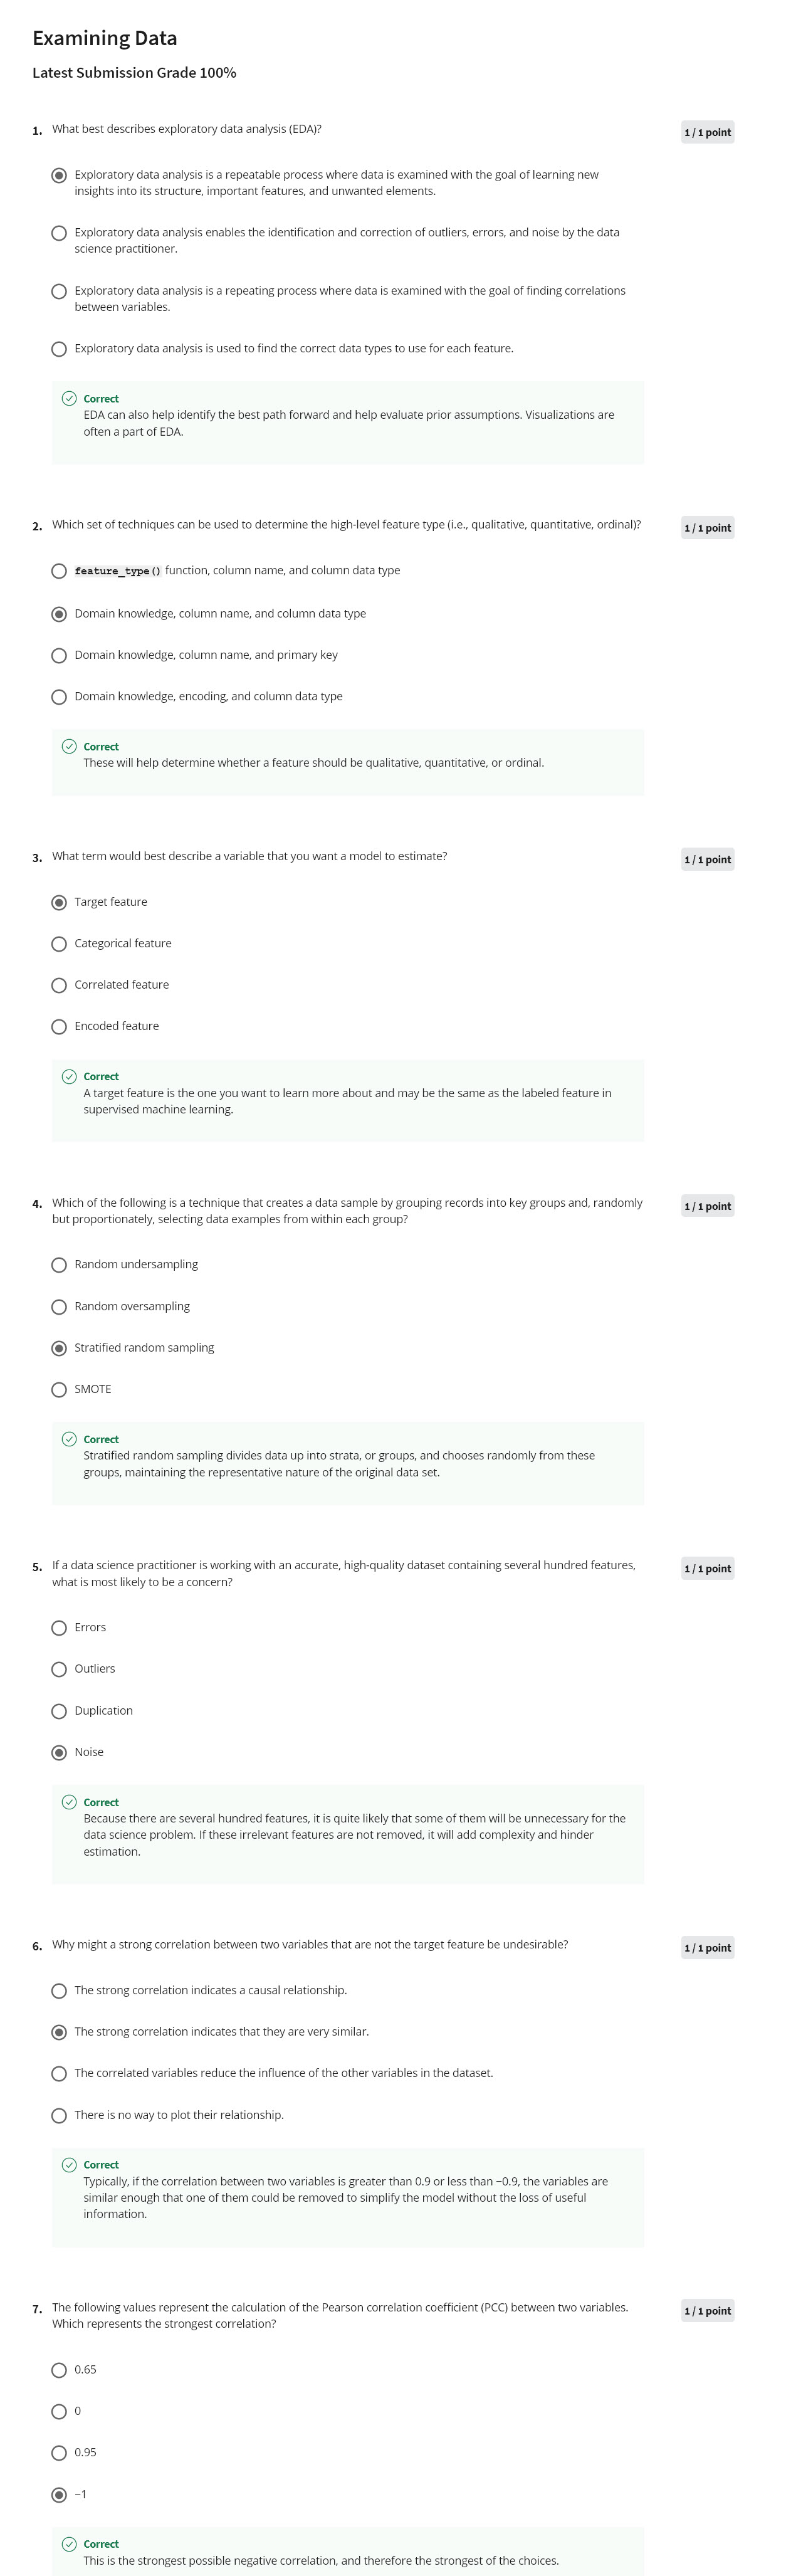 Examining Data
Latest Submission Grade 100%
1. What best describes exploratory data analysis (EDA)? 1 / 1 point
Exploratory data analysis is a repeatable process where data is examined with the goal of learning new
insights into its structure, important features, and unwanted elements.
Exploratory data analysis enables the identification and correction of outliers, errors, and noise by the data
science practitioner.
Exploratory data analysis is a repeating process where data is examined with the goal of finding correlations
between variables.
Exploratory data analysis is used to find the correct data types to use for each feature.
Correct
EDA can also help identify the best path forward and help evaluate prior assumptions. Visualizations are
often a part of EDA.
2. Which set of techniques can be used to determine the high-level feature type (i.e., qualitative, quantitative, ordinal)? 1 / 1 point
feature_type() function, column name, and column data type
Domain knowledge, column name, and column data type
Domain knowledge, column name, and primary key
Domain knowledge, encoding, and column data type
Correct
These will help determine whether a feature should be qualitative, quantitative, or ordinal.
3. What term would best describe a variable that you want a model to estimate? 1 / 1 point
Target feature
Categorical feature
Correlated feature
Encoded feature
Correct
A target feature is the one you want to learn more about and may be the same as the labeled feature in
supervised machine learning.
4. Which of the following is a technique that creates a data sample by grouping records into key groups and, randomly 1 / 1 point
but proportionately, selecting data examples from within each group?
Random undersampling
Random oversampling
Stratified random sampling
SMOTE
Correct
Stratified random sampling divides data up into strata, or groups, and chooses randomly from these
groups, maintaining the representative nature of the original data set.
5. If a data science practitioner is working with an accurate, high-quality dataset containing several hundred features, 1 / 1 point
what is most likely to be a concern?
Errors
Outliers
Duplication
Noise
Correct
Because there are several hundred features, it is quite likely that some of them will be unnecessary for the
data science problem. If these irrelevant features are not removed, it will add complexity and hinder
estimation.
6. Why might a strong correlation between two variables that are not the target feature be undesirable? 1 / 1 point
The strong correlation indicates a causal relationship.
The strong correlation indicates that they are very similar.
The correlated variables reduce the influence of the other variables in the dataset.
There is no way to plot their relationship.
Correct
Typically, if the correlation between two variables is greater than 0.9 or less than −0.9, the variables are
similar enough that one of them could be removed to simplify the model without the loss of useful
information.
7. The following values represent the calculation of the Pearson correlation coefficient (PCC) between two variables. 1 / 1 point
Which represents the strongest correlation?
0.65
0
0.95
−1
Correct
This is the strongest possible negative correlation, and therefore the strongest of the choices.